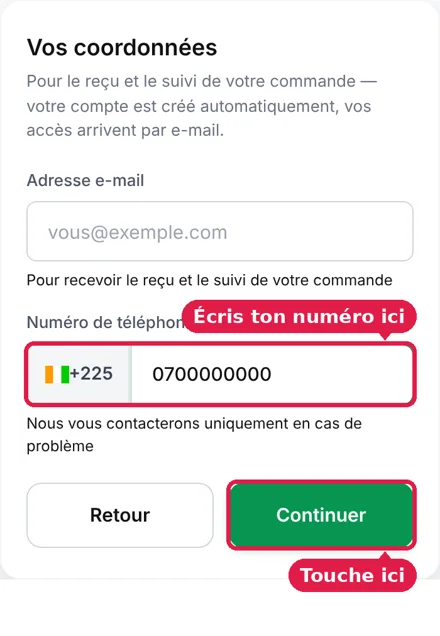 Vos coordonnées
Pour le reçu et le suivi de votre commande —
votre compte est créé automatiquement, vos
accès arrivent par e-mail.
Adresse e-mail
vous@exemple.com
Pour recevoir le reçu et le suivi de votre commande
Numéro de téléphon
Écris ton numéro ici
+225
0700000000
Nous vous contacterons uniquement en cas de
problème
Retour
Continuer
Touche ici